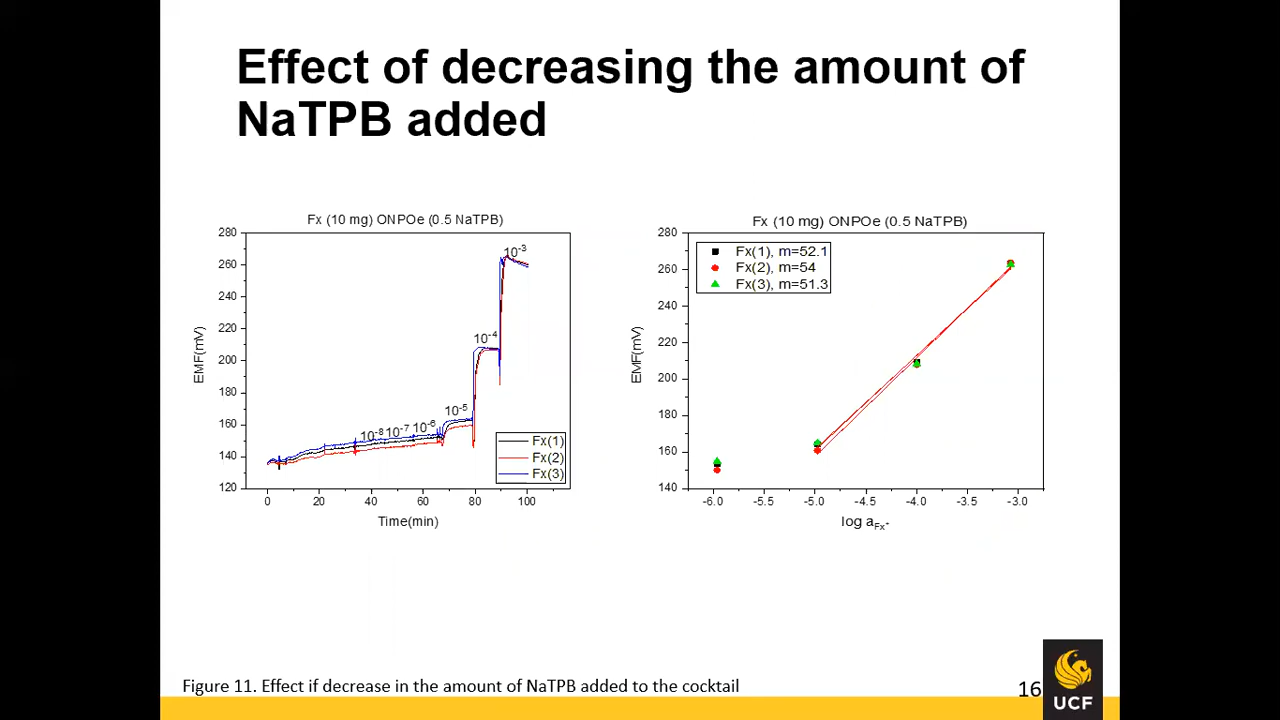 Effect of decreasing the amount of
NaTPB added
Fx (10 mg) ONPOe (0.5 NaTPB)
280
260
240
220
200
180
160
140
120
EMF(mV)
10-8
10-7
10-6
10-5
10-4
10-3
Fx(1)
Fx(2)
Fx(3)
0
20
40
60
80
100
Time(min)
Fx (10 mg) ONPOe (0.5 NaTPB)
280
260
240
220
200
180
160
140
EMF(mV)
Fx(1), m=52.1
Fx(2), m=54
Fx(3), m=51.3
-6.0
-5.5
-5.0
-4.5
-4.0
-3.5
-3.0
log aFx+
Figure 11. Effect if decrease in the amount of NaTPB added to the cocktail
16
UCF